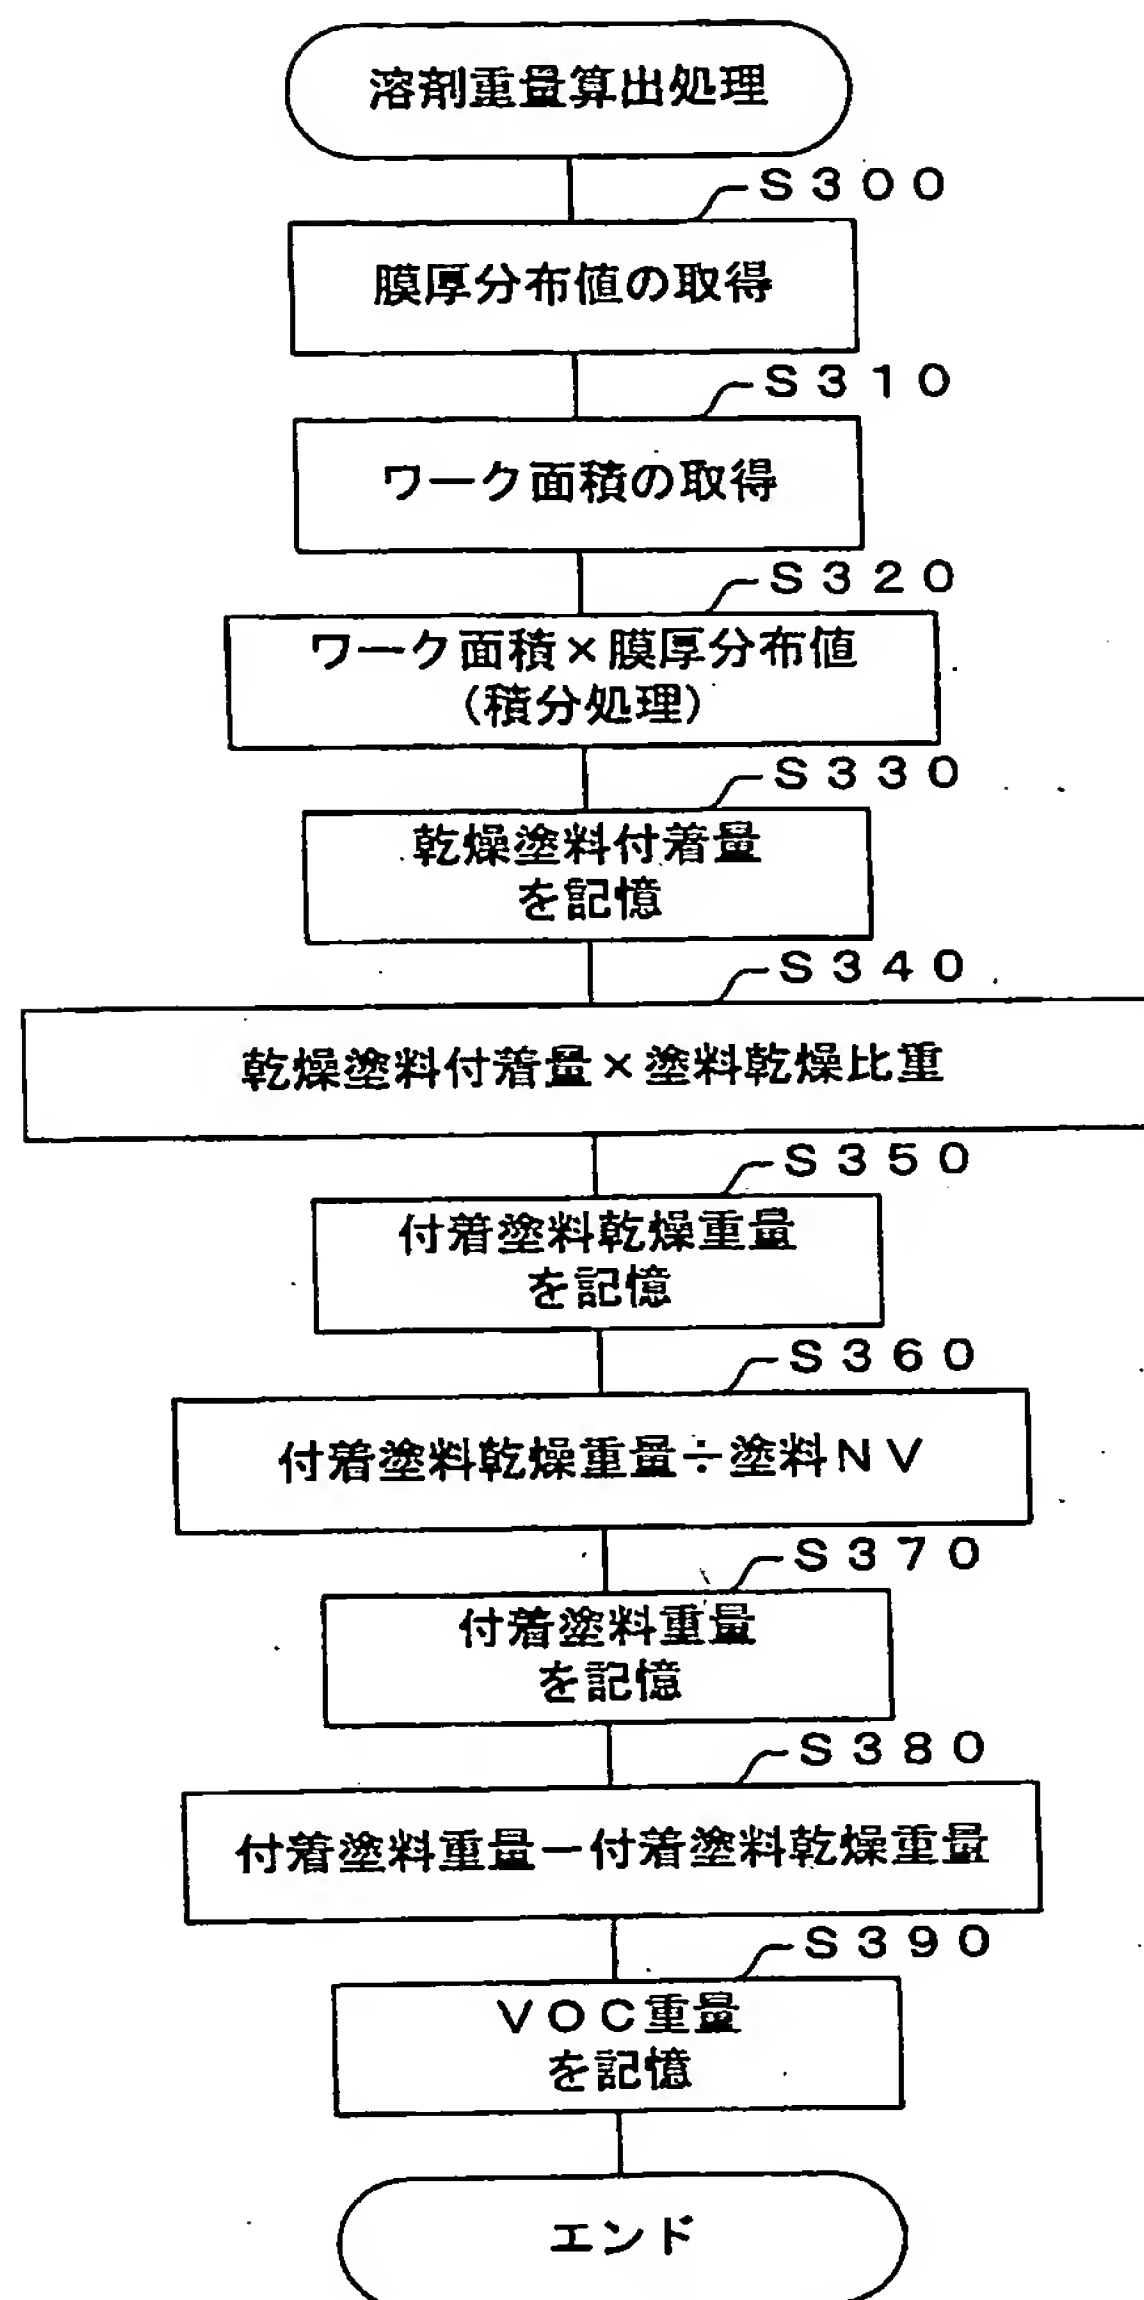 溶剤重量算出処理
S300
膜厚分布値の取得
S310
ワーク面積の取得
S320
ワーク面積×膜厚分布値
(積分処理)
S330
乾燥塗料付着量
を記憶
S340
乾燥塗料付着量×塗料乾燥比重
S350
付着塗料乾燥重量
を記憶
S360
付着塗料乾燥重量÷塗料NV
S370
付着塗料重量
を記憶
S380
付着塗料重量－付着塗料乾燥重量
S390
VOC重量
を記憶
エンド